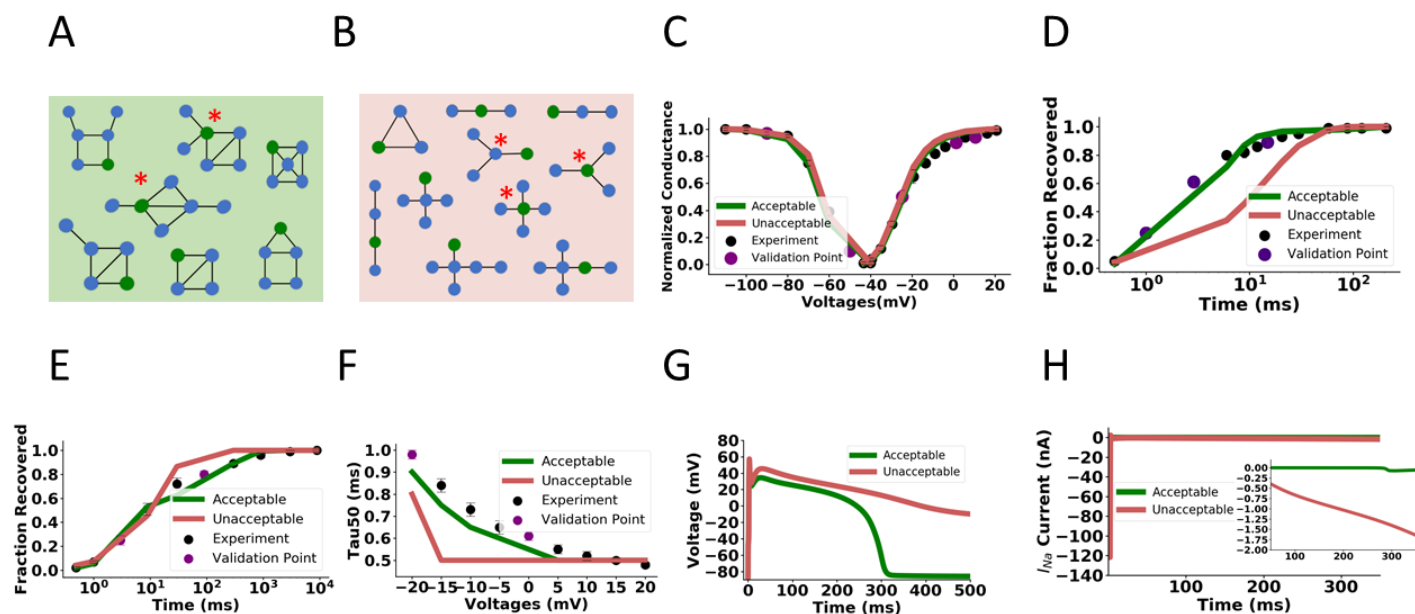 A
B
C
D
*
*
*
*
*
Normalized Conductance
1.0
0.8
0.6
0.4
0.2
0.0
Acceptable
Unacceptable
Experiment
Validation Point
−100 −80 −60 −40 −20 0 20
Voltages(mV)
Fraction Recovered
1.0
0.8
0.6
0.4
0.2
0.0
Acceptable
Unacceptable
Experiment
Validation Point
10⁰ 10¹ 10²
Time (ms)
E
F
G
H
Fraction Recovered
1.0
0.8
0.6
0.4
0.2
0.0
Acceptable
Unacceptable
Experiment
Validation Point
10⁰ 10¹ 10² 10³ 10⁴
Time (ms)
Tau50 (ms)
1.0
0.9
0.8
0.7
0.6
0.5
Acceptable
Unacceptable
Experiment
Validation Point
−20 −15 −10 −5 0 5 10 15 20
Voltages (mV)
Voltage (mV)
80
60
40
20
0
−20
−40
−60
−80
Acceptable
Unacceptable
0 100 200 300 400 500
Time (ms)
I_Na Current (nA)
0
−20
−40
−60
−80
−100
−120
−140
Acceptable
Unacceptable
0.00
−0.25
−0.50
−0.75
−1.00
−1.25
−1.50
−1.75
−2.00
100 200 300
100 200 300
Time (ms)